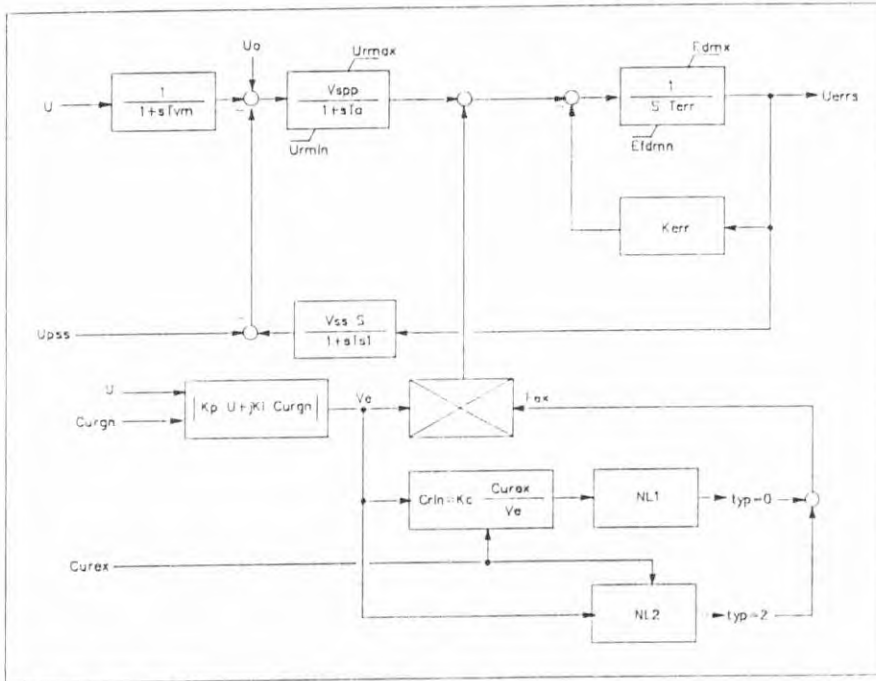 Uo
Urmax
Edmx
U
1
1+sTvm
Vspp
1+sTa
Urmin
1
S Terr
Efdmn
Uerrs
Kerr
Upss
Vss S
1+sTs1
U
Curgn
|Kp U+jKi Curgn|
Ve
Fex
Crin=Kc Curex
Ve
NL1
typ=0
Curex
NL2
typ=2